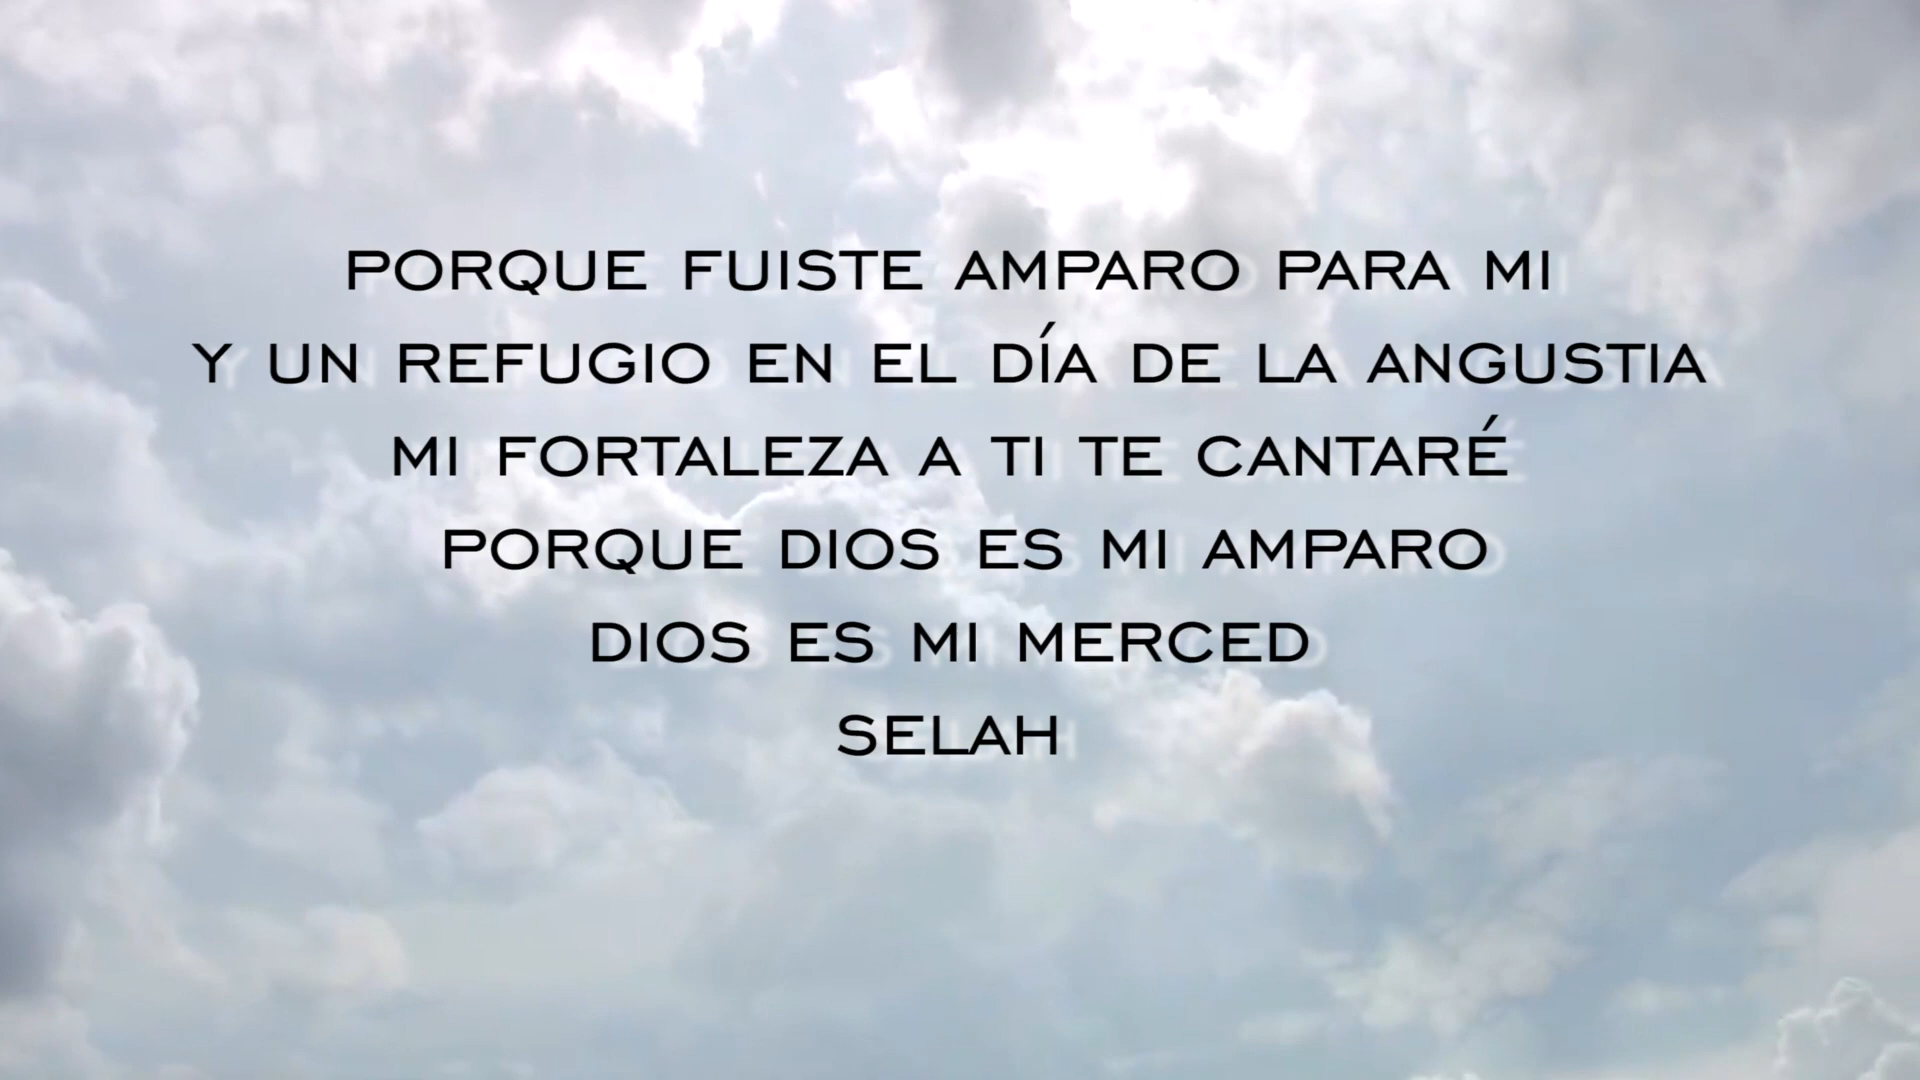 PORQUE FUISTE AMPARO PARA MI
Y UN REFUGIO EN EL DÍA DE LA ANGUSTIA
MI FORTALEZA A TI TE CANTARÉ
PORQUE DIOS ES MI AMPARO
DIOS ES MI MERCED
SELAH